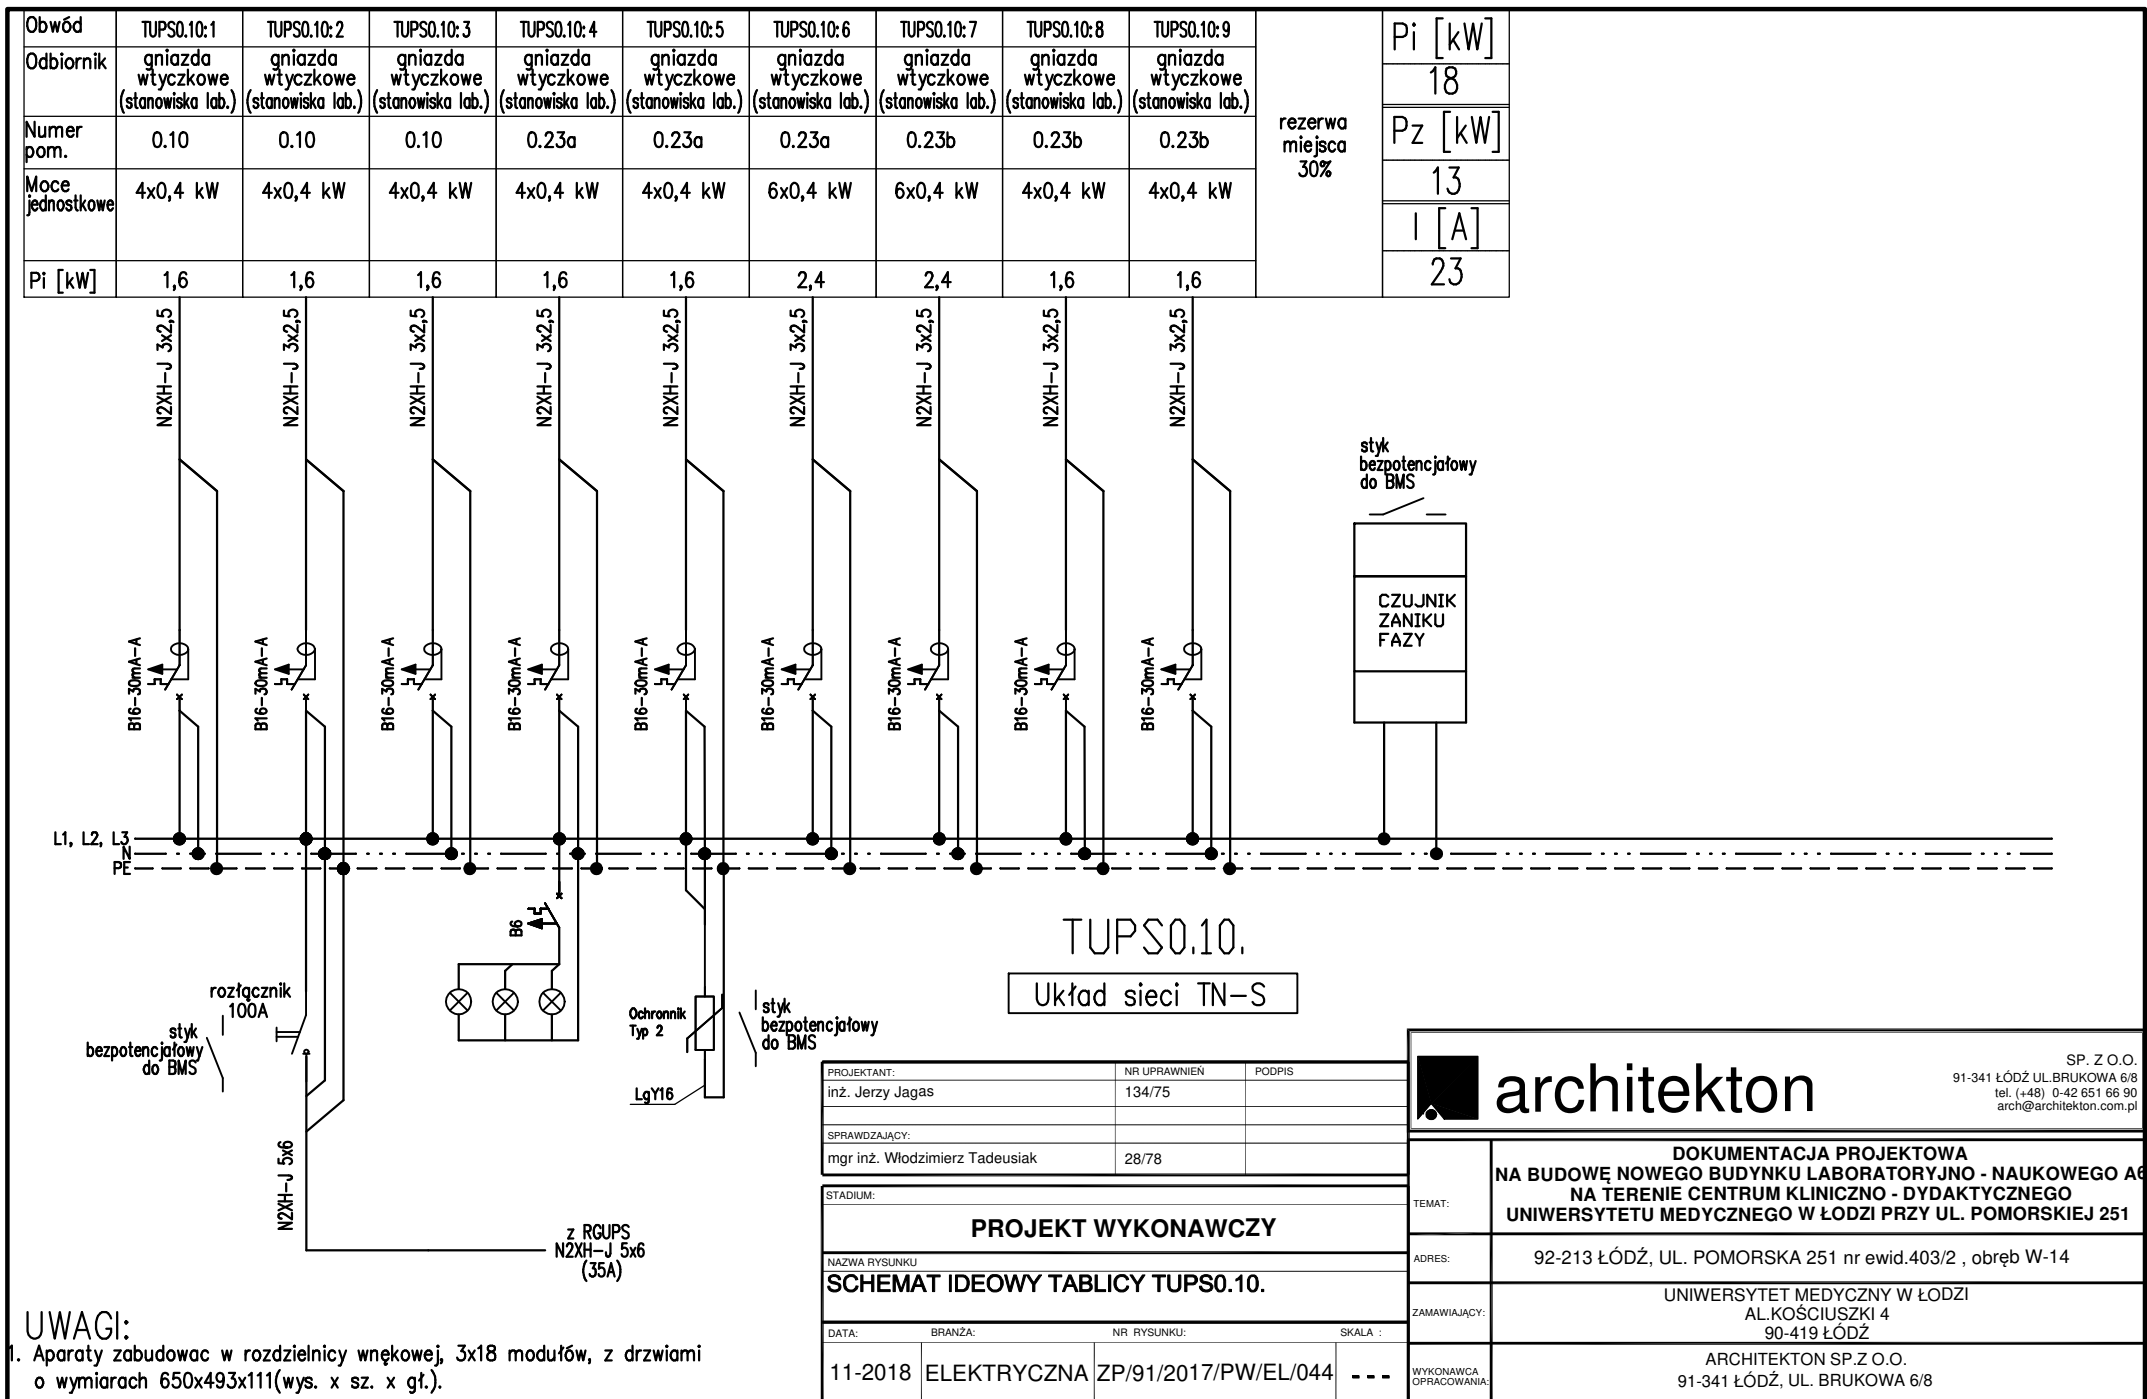 Obwód TUPS0.10:1 TUPS0.10:2 TUPS0.10:3 TUPS0.10:4 TUPS0.10:5 TUPS0.10:6 TUPS0.10:7 TUPS0.10:8 TUPS0.10:9
Odbiornik gniazda gniazda gniazda gniazda gniazda gniazda gniazda gniazda gniazda
wtyczkowe wtyczkowe wtyczkowe wtyczkowe wtyczkowe wtyczkowe wtyczkowe wtyczkowe wtyczkowe
(stanowiska lab.) (stanowiska lab.) (stanowiska lab.) (stanowiska lab.) (stanowiska lab.) (stanowiska lab.) (stanowiska lab.) (stanowiska lab.) (stanowiska lab.)
Numer
pom. 0.10 0.10 0.10 0.23a 0.23a 0.23a 0.23b 0.23b 0.23b
Moce
jednostkowe 4x0,4 kW 4x0,4 kW 4x0,4 kW 4x0,4 kW 4x0,4 kW 6x0,4 kW 6x0,4 kW 4x0,4 kW 4x0,4 kW
Pi [kW] 1,6 1,6 1,6 1,6 1,6 2,4 2,4 1,6 1,6
rezerwa
miejsca
30%
Pi [kW]
18
Pz [kW]
13
I [A]
23
N2XH-J 3x2,5 N2XH-J 3x2,5 N2XH-J 3x2,5 N2XH-J 3x2,5 N2XH-J 3x2,5 N2XH-J 3x2,5 N2XH-J 3x2,5 N2XH-J 3x2,5 N2XH-J 3x2,5
styk
bezpotencjałowy
do BMS
CZUJNIK
ZANIKU
FAZY
B16-30mA-A B16-30mA-A B16-30mA-A B16-30mA-A B16-30mA-A B16-30mA-A B16-30mA-A B16-30mA-A B16-30mA-A
L1, L2, L3
N
PE
B6
TUPS0.10.
Układ sieci TN-S
rozłącznik
100A
styk
bezpotencjałowy
do BMS
Ochronnik
Typ 2
styk
bezpotencjałowy
do BMS
LgY16
N2XH-J 5x6
z RGUPS
N2XH-J 5x6
(35A)
UWAGI:
1. Aparaty zabudowac w rozdzielnicy wnękowej, 3x18 modułów, z drzwiami
o wymiarach 650x493x111(wys. x sz. x gł.).
PROJEKTANT: NR UPRAWNIEŃ PODPIS
inż. Jerzy Jagas 134/75
SPRAWDZAJĄCY:
mgr inż. Włodzimierz Tadeusiak 28/78
STADIUM:
PROJEKT WYKONAWCZY
NAZWA RYSUNKU
SCHEMAT IDEOWY TABLICY TUPS0.10.
DATA: BRANŻA: NR RYSUNKU: SKALA :
11-2018 ELEKTRYCZNA ZP/91/2017/PW/EL/044 ---
architekton
SP. Z O.O.
91-341 ŁÓDŹ UL.BRUKOWA 6/8
tel. (+48) 0-42 651 66 90
arch@architekton.com.pl
TEMAT:
DOKUMENTACJA PROJEKTOWA
NA BUDOWĘ NOWEGO BUDYNKU LABORATORYJNO - NAUKOWEGO A6
NA TERENIE CENTRUM KLINICZNO - DYDAKTYCZNEGO
UNIWERSYTETU MEDYCZNEGO W ŁODZI PRZY UL. POMORSKIEJ 251
ADRES: 92-213 ŁÓDŹ, UL. POMORSKA 251 nr ewid.403/2 , obręb W-14
ZAMAWIAJĄCY:
UNIWERSYTET MEDYCZNY W ŁODZI
AL.KOŚCIUSZKI 4
90-419 ŁÓDŹ
WYKONAWCA
OPRACOWANIA:
ARCHITEKTON SP.Z O.O.
91-341 ŁÓDŹ, UL. BRUKOWA 6/8